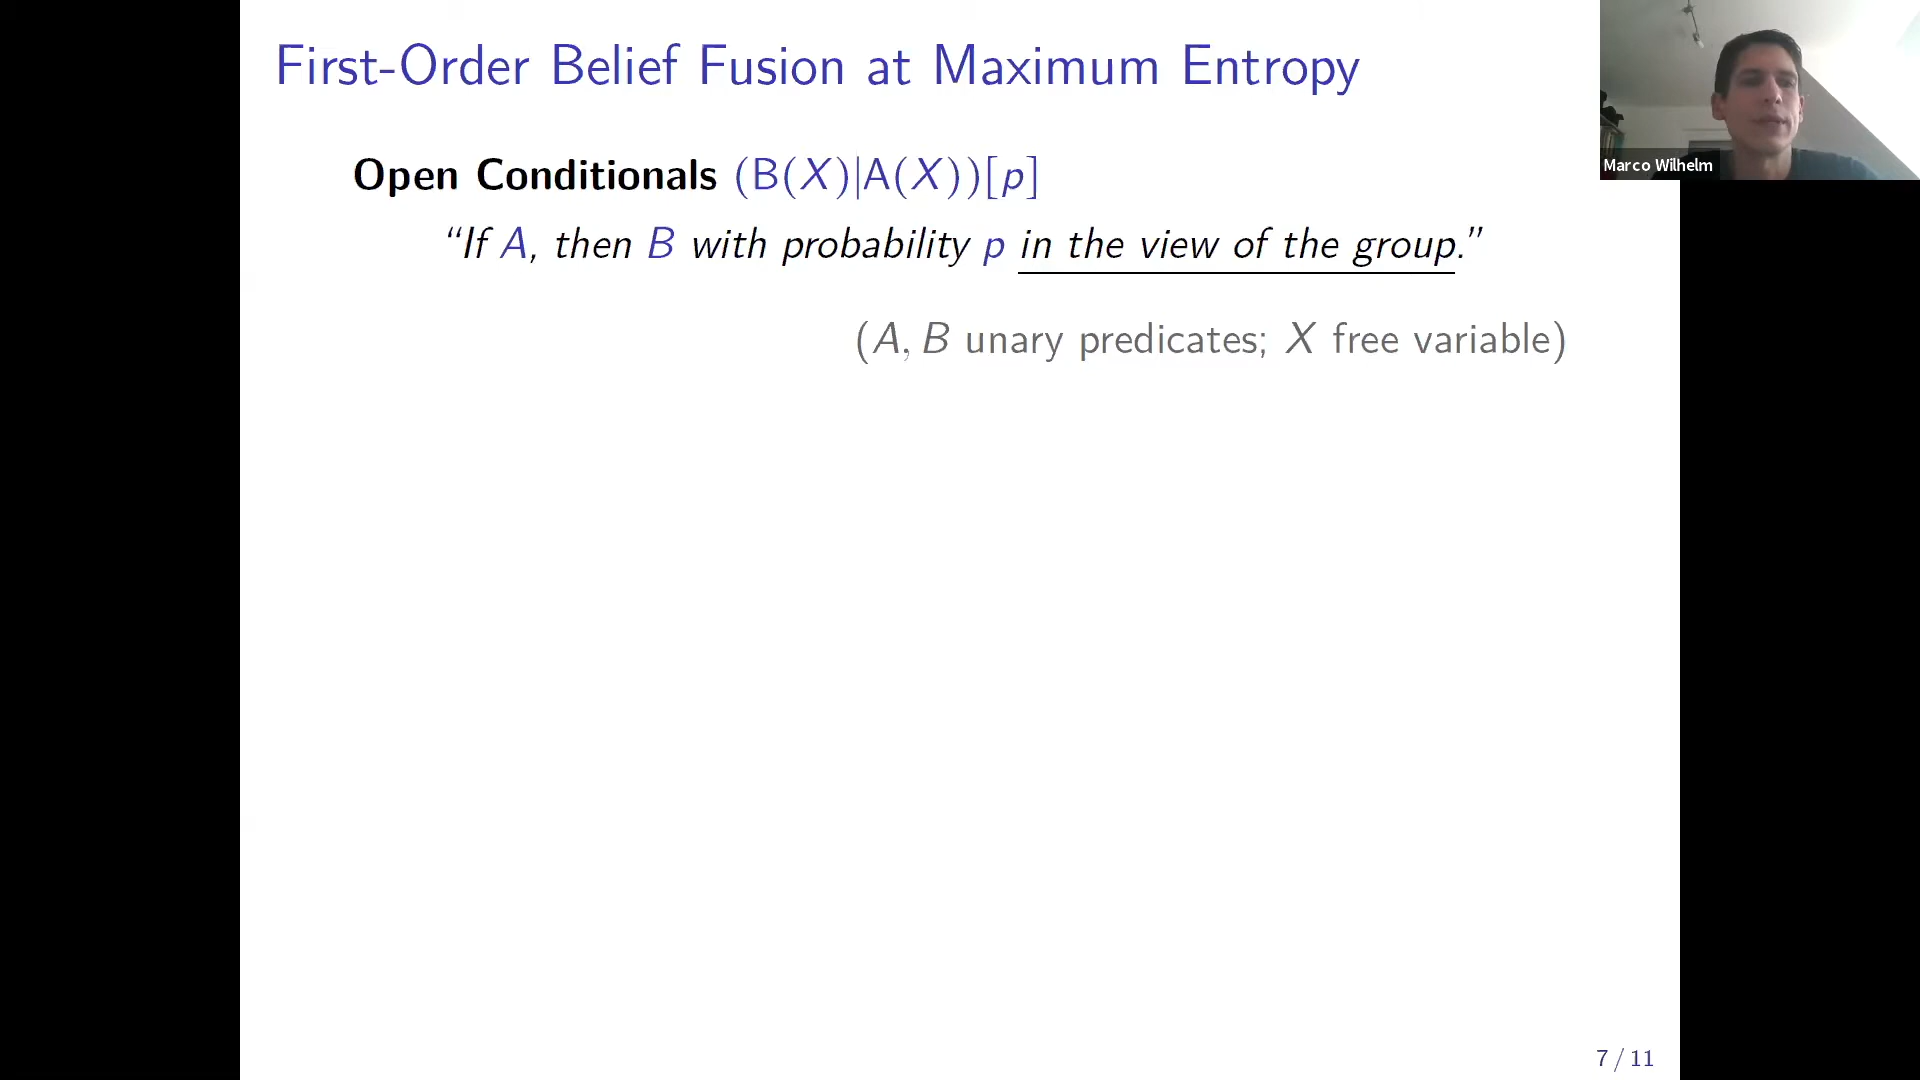 First-Order Belief Fusion at Maximum Entropy
Open Conditionals (B(X)|A(X))[p]
“If A, then B with probability p in the view of the group.”
(A, B unary predicates; X free variable)
Marco Wilhelm
7 / 11